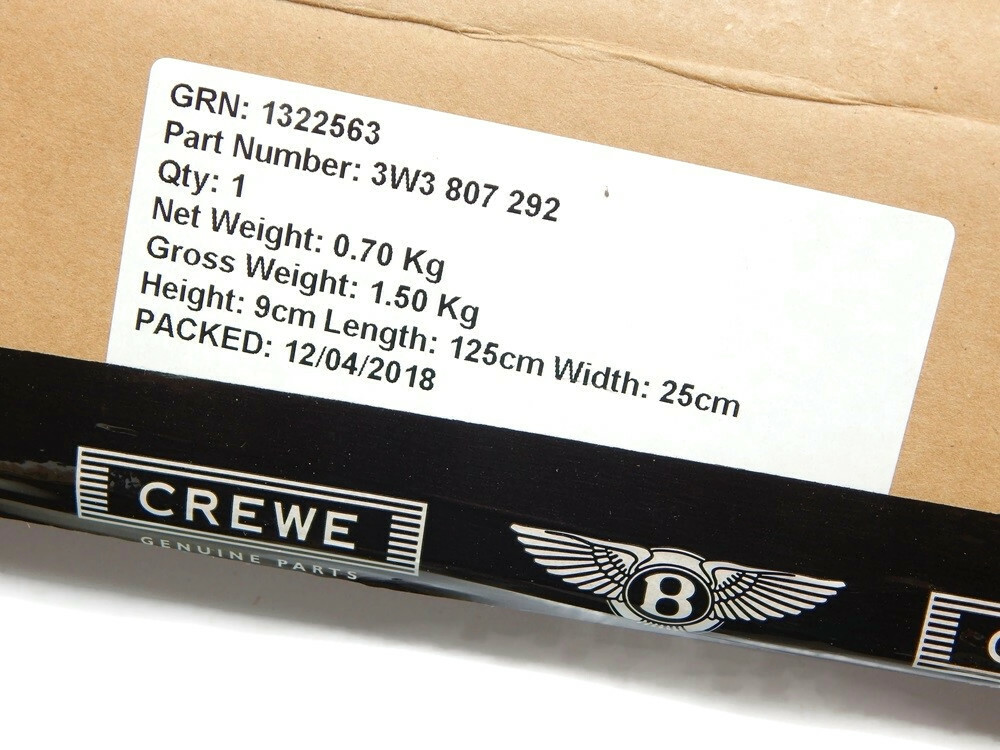 GRN: 1322563
Part Number: 3W3 807 292
Qty: 1
Net Weight: 0.70 Kg
Gross Weight: 1.50 Kg
Height: 9cm Length: 125cm Width: 25cm
PACKED: 12/04/2018
CREWE
GENUINE PARTS
B